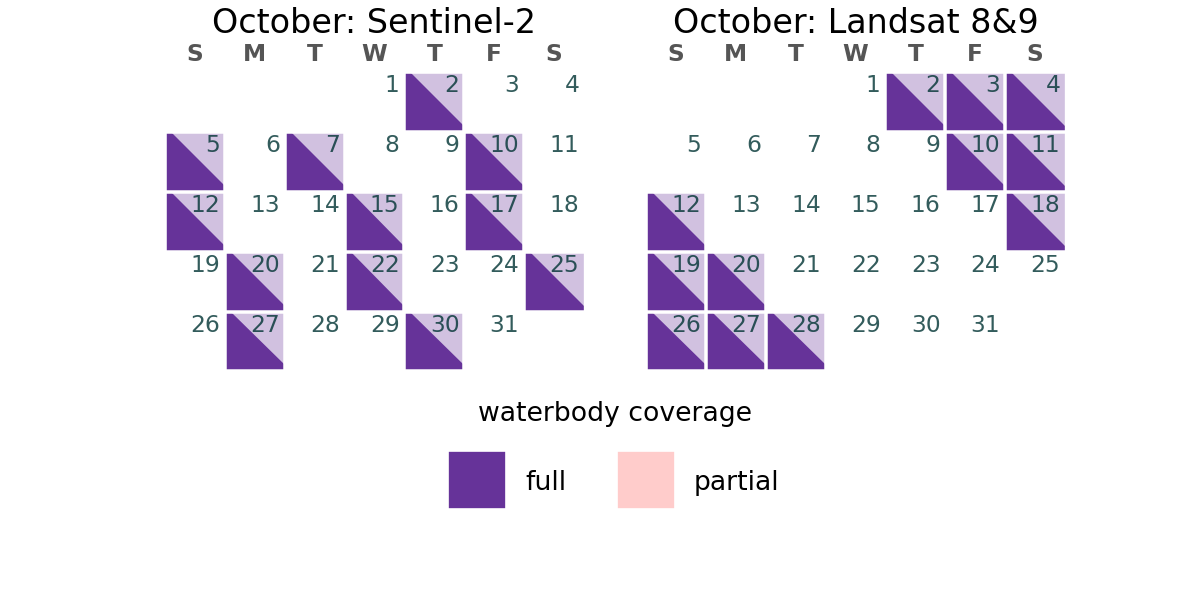 October: Sentinel-2
S M T W T F S
1 2 3 4
5 6 7 8 9 10 11
12 13 14 15 16 17 18
19 20 21 22 23 24 25
26 27 28 29 30 31
October: Landsat 8&9
S M T W T F S
1 2 3 4
5 6 7 8 9 10 11
12 13 14 15 16 17 18
19 20 21 22 23 24 25
26 27 28 29 30 31
waterbody coverage
full partial